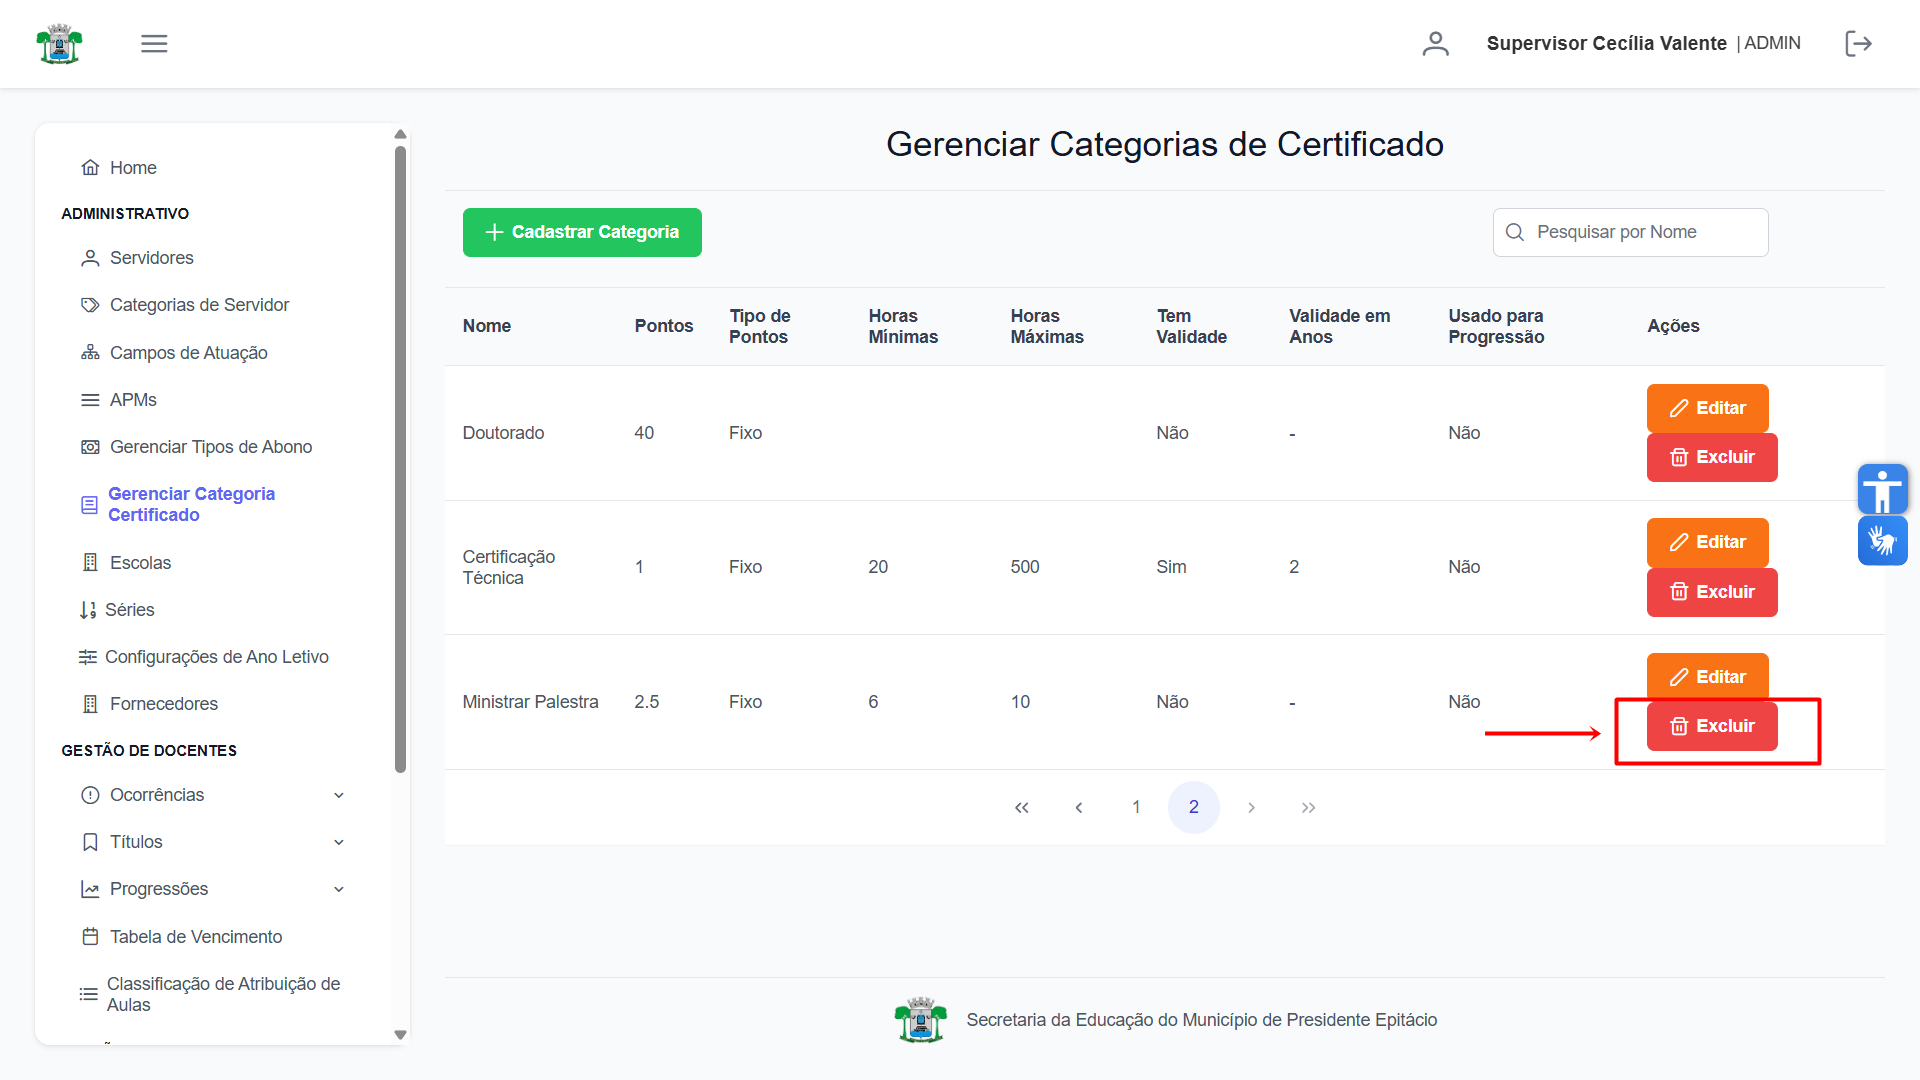 Supervisor Cecília Valente | ADMIN
Home
ADMINISTRATIVO
Servidores
Categorias de Servidor
Campos de Atuação
APMs
Gerenciar Tipos de Abono
Gerenciar Categoria
Certificado
Escolas
Séries
Configurações de Ano Letivo
Fornecedores
GESTÃO DE DOCENTES
Ocorrências
Títulos
Progressões
Tabela de Vencimento
Classificação de Atribuição de
Aulas
Gerenciar Categorias de Certificado
Cadastrar Categoria
Pesquisar por Nome
Nome Pontos Tipo de Pontos Horas Mínimas Horas Máximas Tem Validade Validade em Anos Usado para Progressão Ações
Doutorado 40 Fixo Não - Não
Editar
Excluir
Certificação Técnica 1 Fixo 20 500 Sim 2 Não
Editar
Excluir
Ministrar Palestra 2.5 Fixo 6 10 Não - Não
Editar
Excluir
« ‹ 1 2 › »
Secretaria da Educação do Município de Presidente Epitácio